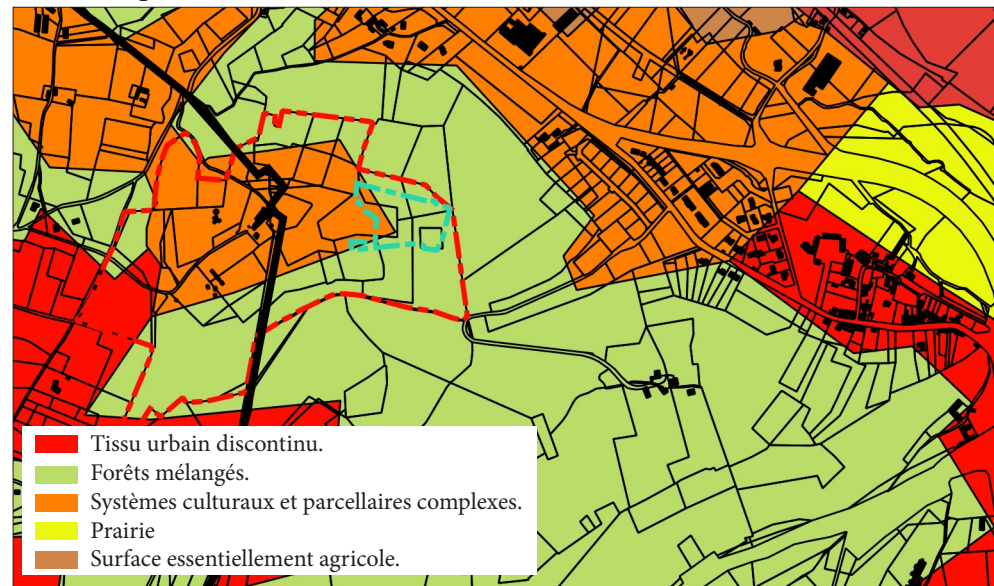 Tissu urbain discontinu.
Forêts mélangés.
Systèmes culturaux et parcellaires complexes.
Prairie
Surface essentiellement agricole.